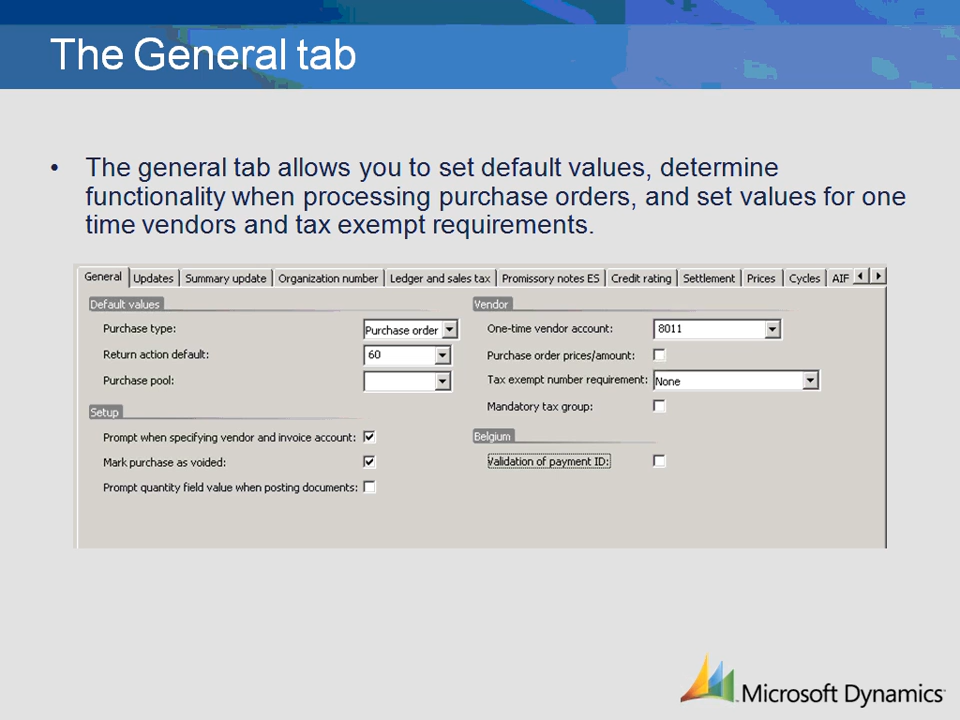 The General tab
• The general tab allows you to set default values, determine
functionality when processing purchase orders, and set values for one
time vendors and tax exempt requirements.
General Updates Summary update Organization number Ledger and sales tax Promissory notes ES Credit rating Settlement Prices Cycles AIF
Default values
Purchase type: Purchase order
Return action default: 60
Purchase pool:
Setup
Prompt when specifying vendor and invoice account:
Mark purchase as voided:
Prompt quantity field value when posting documents:
Vendor
One-time vendor account: 8011
Purchase order prices/amount:
Tax exempt number requirement: None
Mandatory tax group:
Belgium
Validation of payment ID:
Microsoft Dynamics